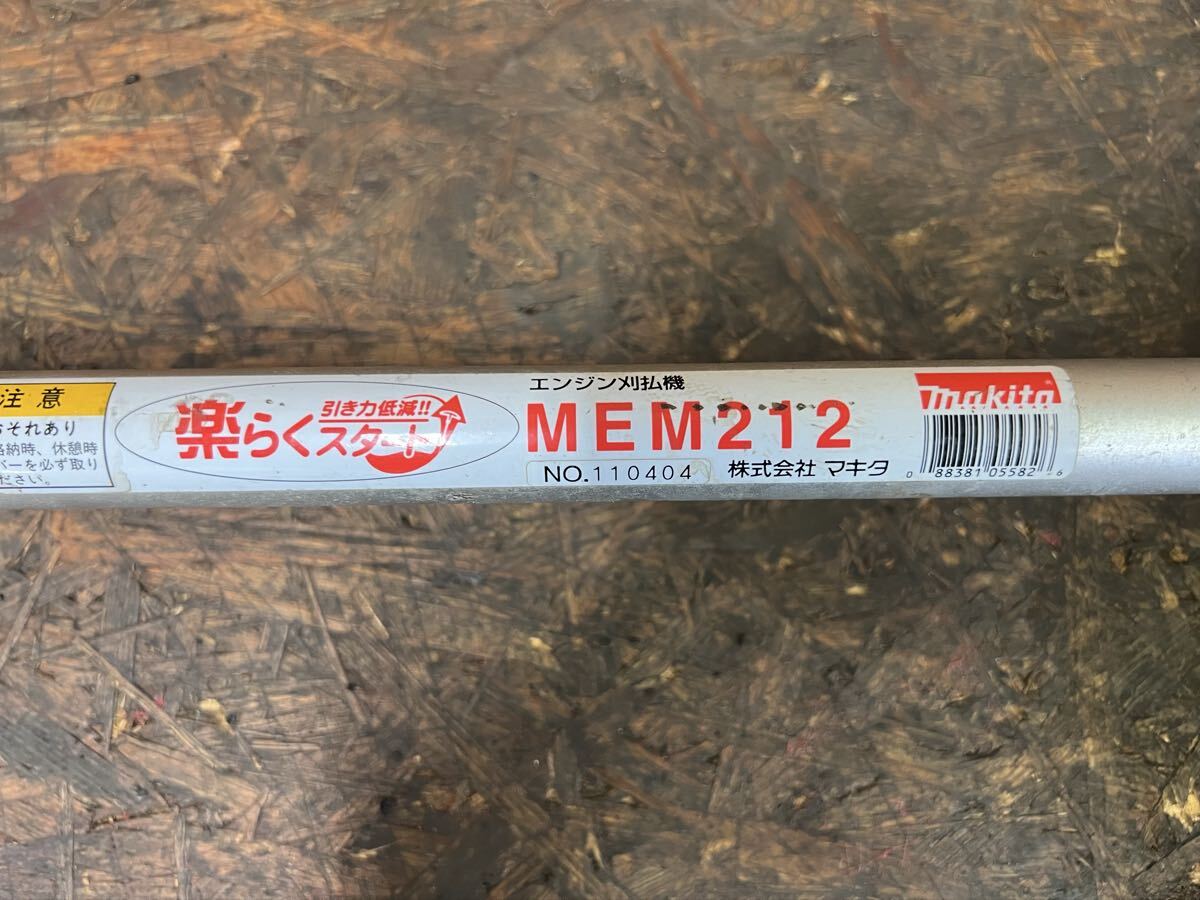 注意
それあり
格納時、休憩時
バーを必ず取り
ださい。
引き力低減!!
楽らくスタート
エンジン刈払機
MEM212
NO.110404
株式会社 マキタ
makita
0 88381 05582 6